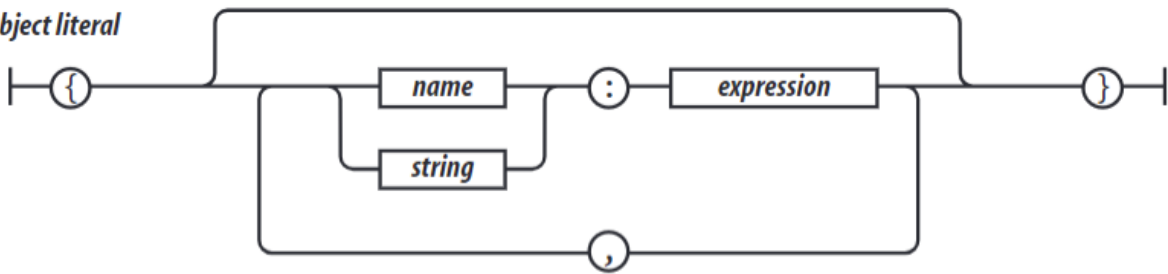 bject literal
{ name : expression }
string
,